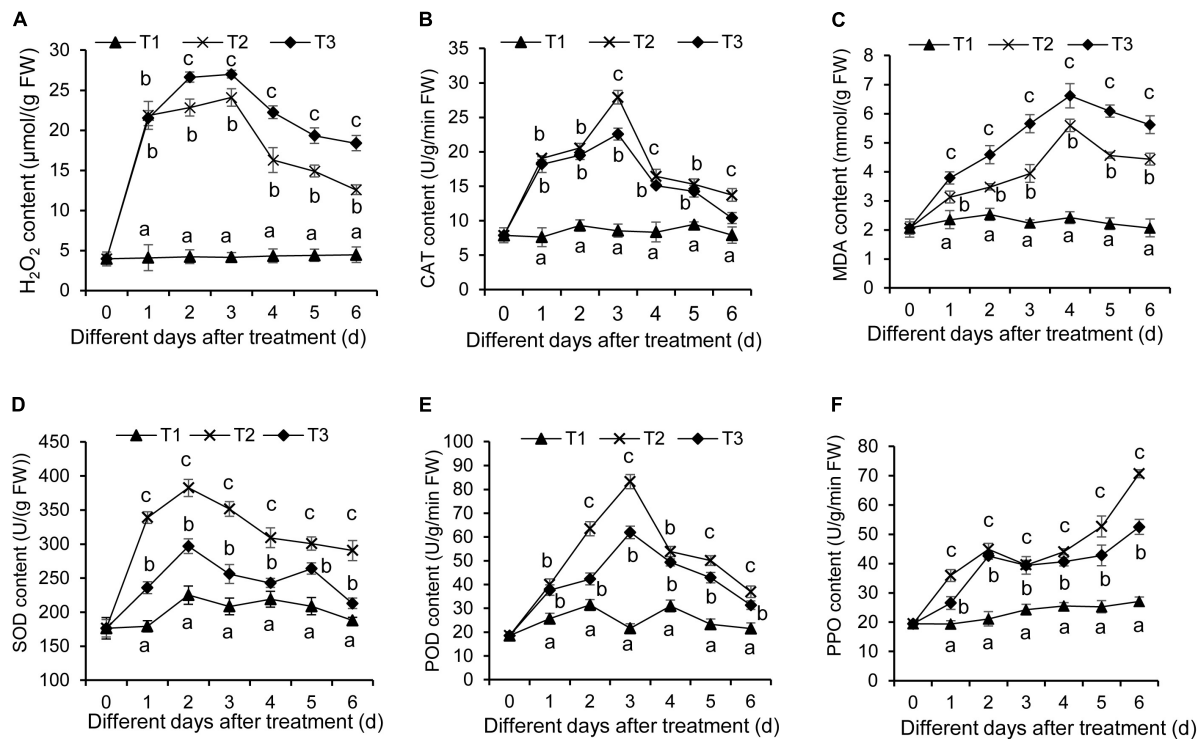 A
T1 T2 T3
H₂O₂ content (µmol/(g FW)
30
25
20
15
10
5
0
b c c c c c
b b b b b b
a a a a a a
0 1 2 3 4 5 6
Different days after treatment (d)
B
T1 T2 T3
CAT content (U/g/min FW)
35
30
25
20
15
10
5
0
b b c c b c
b b b b b
a a a a a a
0 1 2 3 4 5 6
Different days after treatment (d)
C
T1 T2 T3
MDA content (mmol/(g FW)
8
7
6
5
4
3
2
1
0
c c c c c c
b b b b b b
a a a a a a
0 1 2 3 4 5 6
Different days after treatment (d)
D
T1 T2 T3
SOD content (U/(g FW))
450
400
350
300
250
200
150
100
c c c c c c
b b b b b b
a a a a a a
0 1 2 3 4 5 6
Different days after treatment (d)
E
T1 T2 T3
POD content (U/g/min FW)
100
90
80
70
60
50
40
30
20
10
0
b c c b c c
b b b b b b
a a a a a a
0 1 2 3 4 5 6
Different days after treatment (d)
F
PPO content (U/g/min FW)
80
70
60
50
40
30
20
10
0
c c b c c c
b b b b b b
a a a a a a
0 1 2 3 4 5 6
Different days after treatment (d)